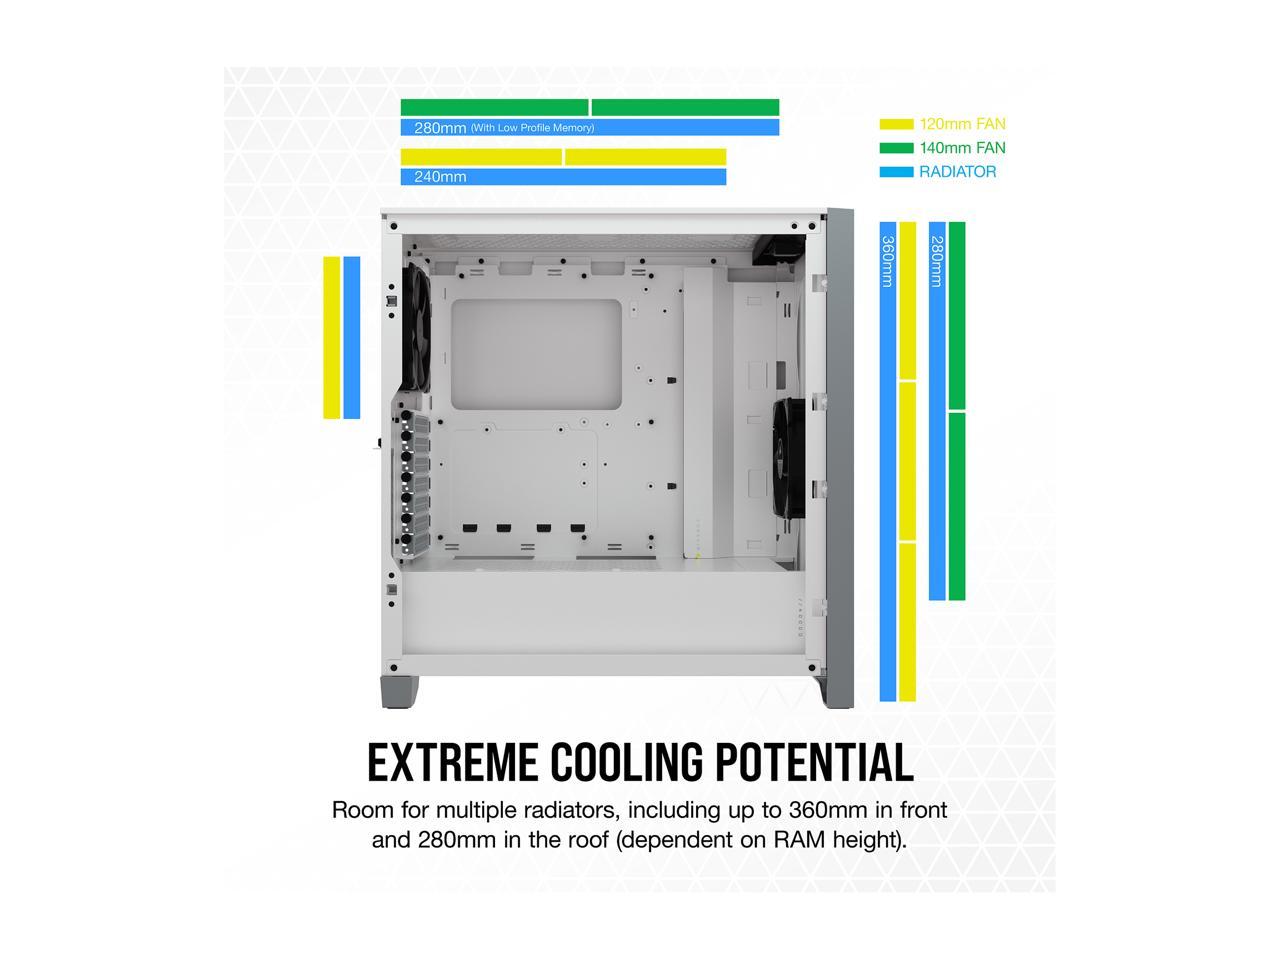 280mm (With Low Profile Memory)
240mm
120mm FAN
140mm FAN
RADIATOR
360mm
280mm
EXTREME COOLING POTENTIAL
Room for multiple radiators, including up to 360mm in front
and 280mm in the roof (dependent on RAM height).